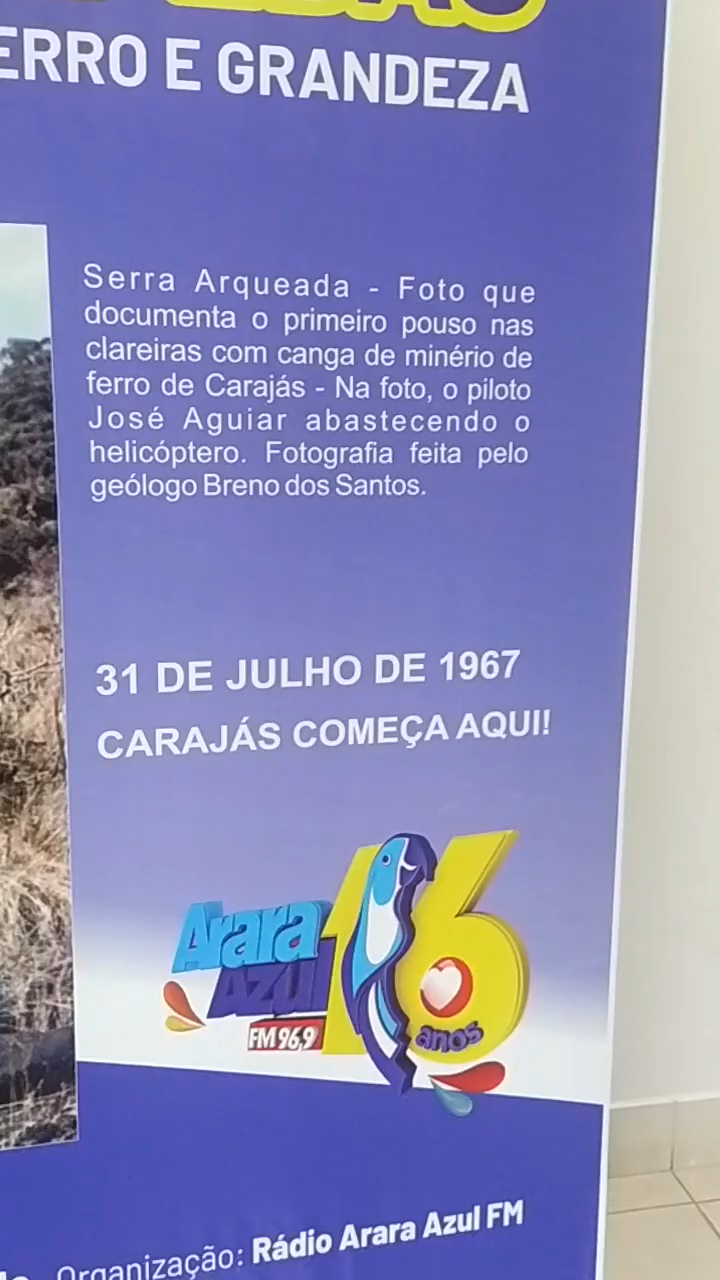 ERRO E GRANDEZA
Serra Arqueada - Foto que
documenta o primeiro pouso nas
clareiras com canga de minério de
ferro de Carajás - Na foto, o piloto
José Aguiar abastecendo o
helicóptero. Fotografia feita pelo
geólogo Breno dos Santos.
31 DE JULHO DE 1967
CARAJÁS COMEÇA AQUI!
Arara
Azul
FM 96,9
16
anos
Organização: Rádio Arara Azul FM